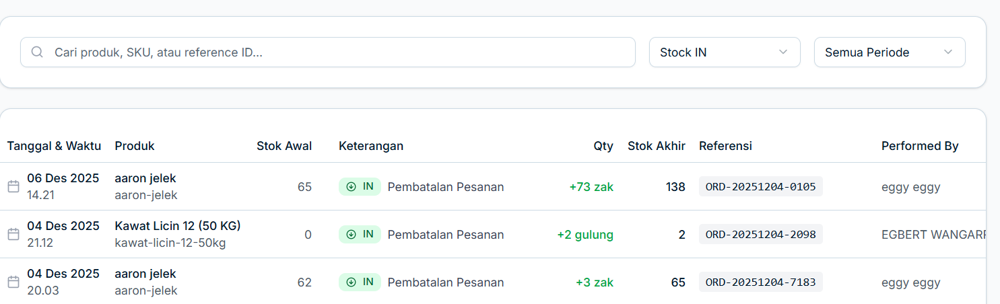 Cari produk, SKU, atau reference ID...
Stock IN
Semua Periode
Tanggal & Waktu Produk Stok Awal Keterangan Qty Stok Akhir Referensi Performed By
06 Des 2025 aaron jelek
14.21 aaron-jelek 65 IN Pembatalan Pesanan +73 zak 138 ORD-20251204-0105 eggy eggy
04 Des 2025 Kawat Licin 12 (50 KG)
21.12 kawat-licin-12-50kg 0 IN Pembatalan Pesanan +2 gulung 2 ORD-20251204-2098 EGBERT
04 Des 2025 aaron jelek
20.03 aaron-jelek 62 IN Pembatalan Pesanan +3 zak 65 ORD-20251204-7183 eggy eggy